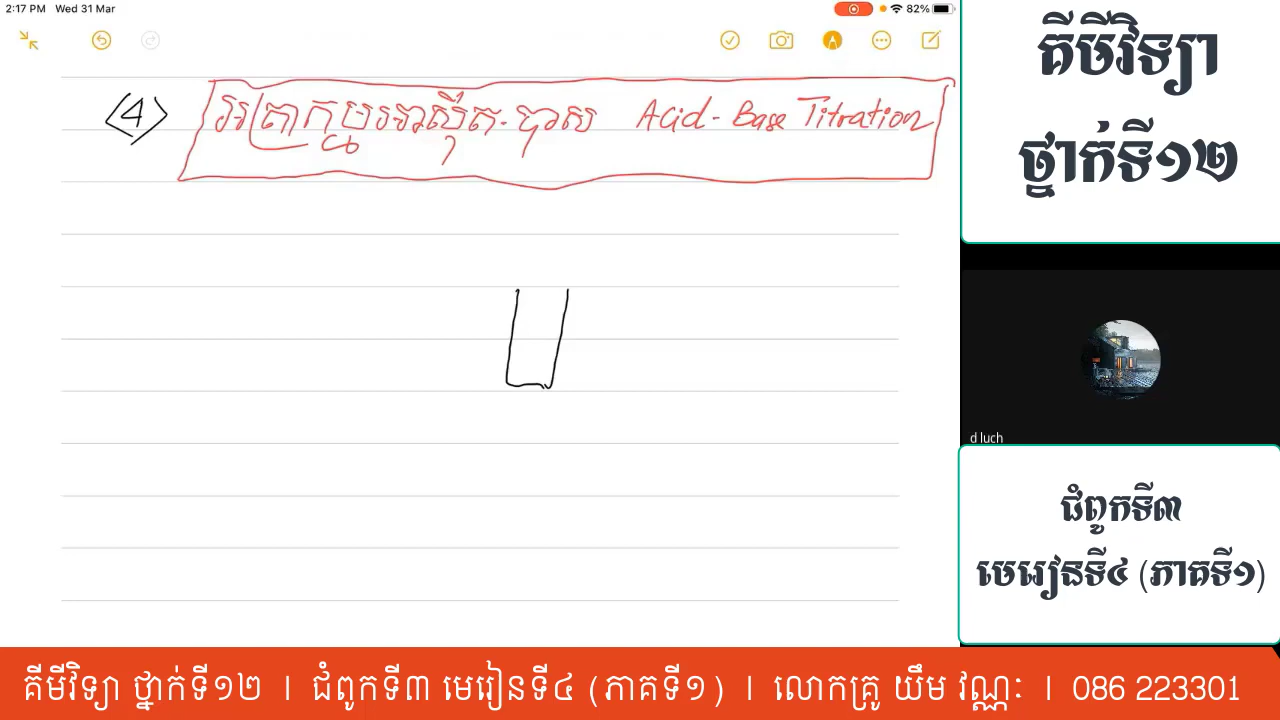 2:17 PM Wed 31 Mar
82%
4 អត្រាកម្មអាស៊ីត-បាស Acid-Base Titration
គីមីវិទ្យា
ថ្នាក់ទី១២
d luch
ជំពូកទី៣
មេរៀនទី៤ (ភាគទី១)
គីមីវិទ្យា ថ្នាក់ទី១២ | ជំពូកទី៣ មេរៀនទី៤ (ភាគទី១) | លោកគ្រូ យឹម វណ្ណៈ | 086 223301